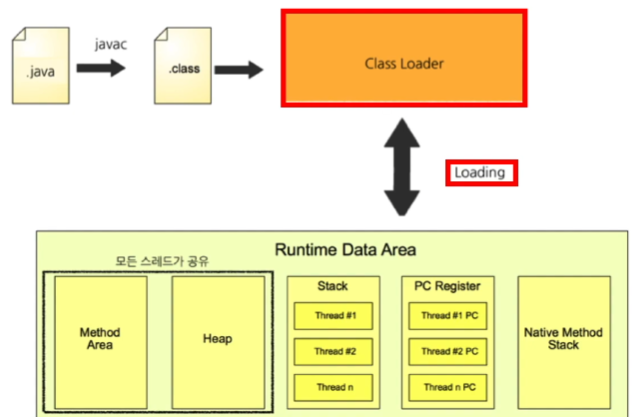 javac
.java
.class
Class Loader
Loading
Runtime Data Area
모든 스레드가 공유
Method
Area
Heap
Stack
Thread #1
Thread #2
Thread n
PC Register
Thread #1 PC
Thread #2 PC
Thread n PC
Native Method
Stack